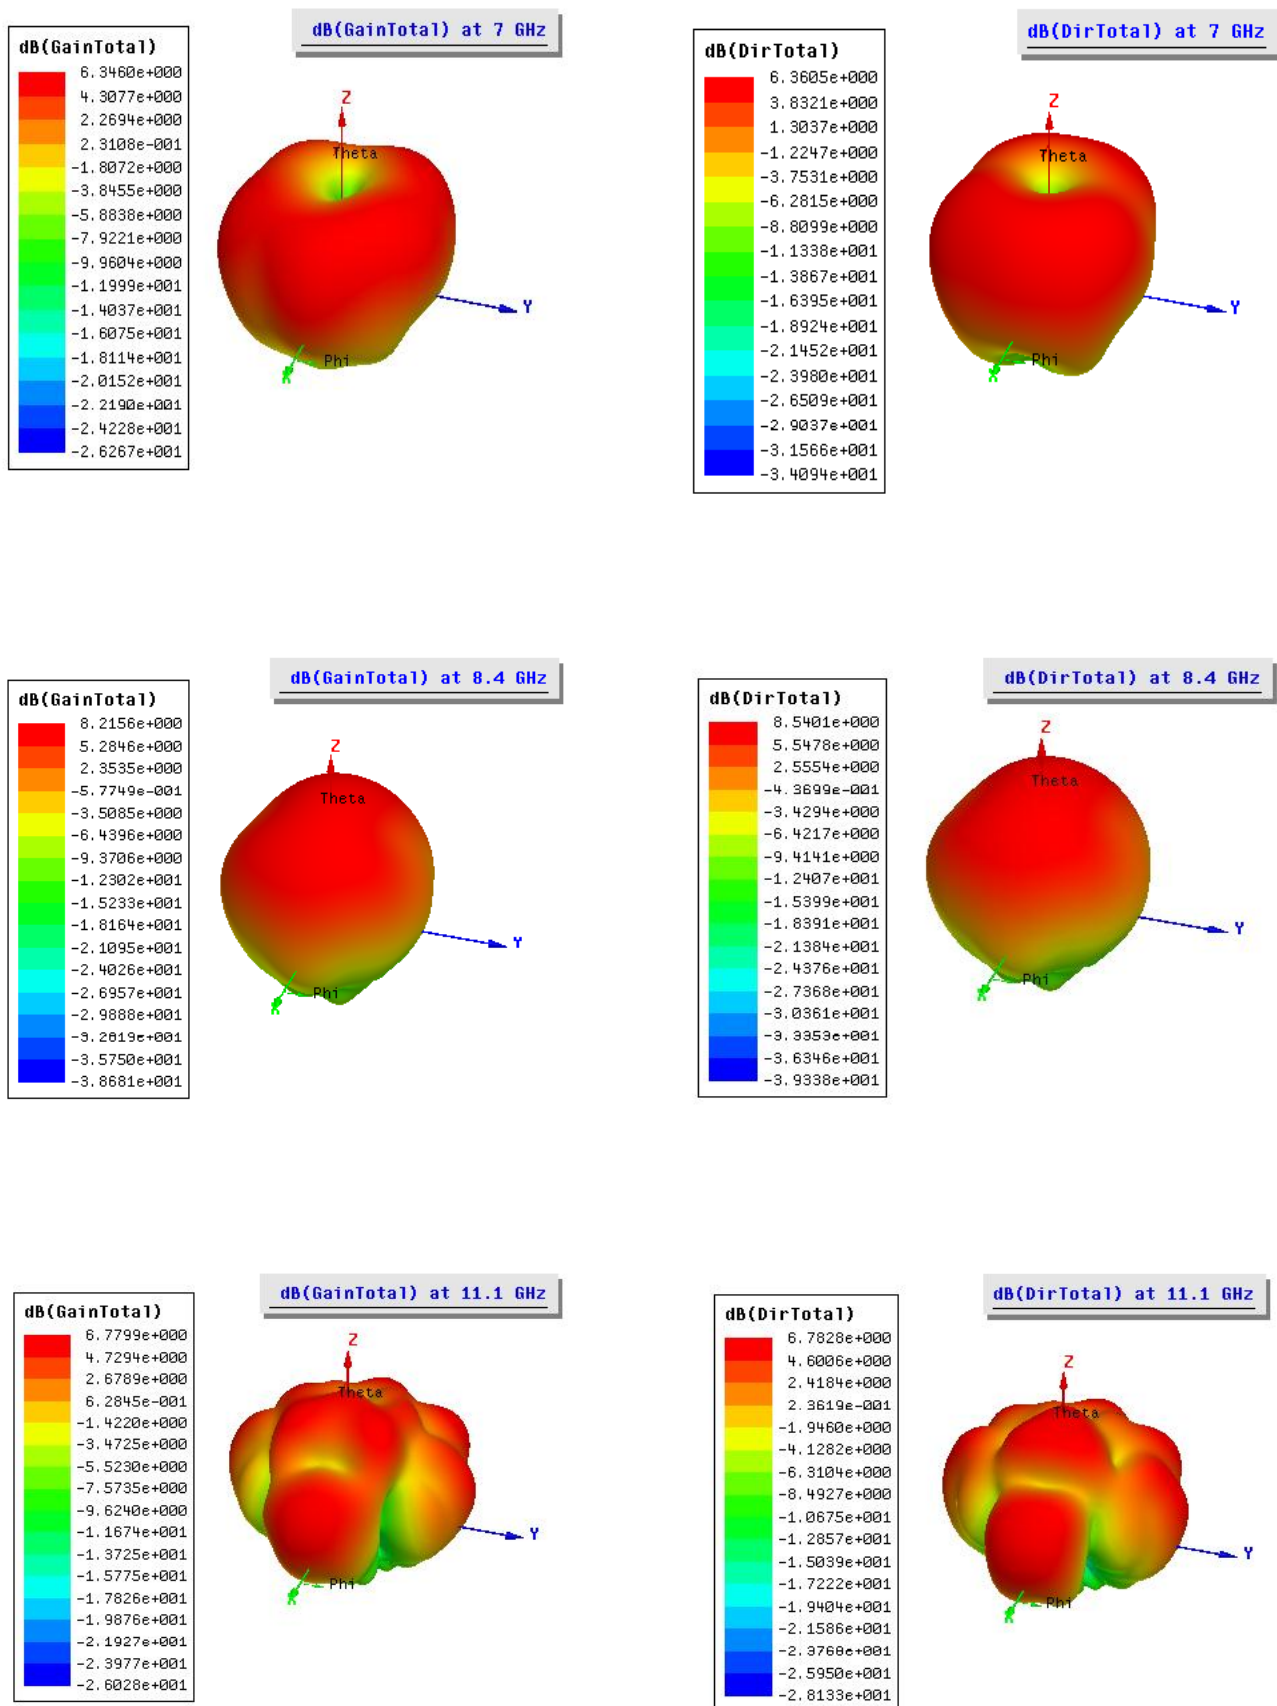 dB(GainTotal) at 7 GHz
dB(GainTotal)
6.3460e+000
4.3077e+000
2.2694e+000
2.3108e-001
-1.8072e+000
-3.8455e+000
-5.8838e+000
-7.9221e+000
-9.9604e+000
-1.1999e+001
-1.4037e+001
-1.6075e+001
-1.8114e+001
-2.0152e+001
-2.2190e+001
-2.4228e+001
-2.6267e+001
Z
Theta
Y
Phi
X
dB(DirTotal) at 7 GHz
dB(DirTotal)
6.3605e+000
3.8321e+000
1.3037e+000
-1.2247e+000
-3.7531e+000
-6.2815e+000
-8.8099e+000
-1.1338e+001
-1.3867e+001
-1.6395e+001
-1.8924e+001
-2.1452e+001
-2.3980e+001
-2.6509e+001
-2.9037e+001
-3.1566e+001
-3.4094e+001
Z
Theta
Y
Phi
X
dB(GainTotal) at 8.4 GHz
dB(GainTotal)
8.2156e+000
5.2846e+000
2.3535e+000
-5.7749e-001
-3.5085e+000
-6.4396e+000
-9.3706e+000
-1.2302e+001
-1.5233e+001
-1.8164e+001
-2.1095e+001
-2.4026e+001
-2.6957e+001
-2.9888e+001
-3.2819e+001
-3.5750e+001
-3.8681e+001
Z
Theta
Y
Phi
X
dB(DirTotal) at 8.4 GHz
dB(DirTotal)
8.5401e+000
5.5478e+000
2.5554e+000
-4.3699e-001
-3.4294e+000
-6.4217e+000
-9.4141e+000
-1.2407e+001
-1.5399e+001
-1.8391e+001
-2.1384e+001
-2.4376e+001
-2.7368e+001
-3.0361e+001
-3.3353e+001
-3.6346e+001
-3.9338e+001
Z
Theta
Y
Phi
X
dB(GainTotal) at 11.1 GHz
dB(GainTotal)
6.7799e+000
4.7294e+000
2.6789e+000
6.2845e-001
-1.4220e+000
-3.4725e+000
-5.5230e+000
-7.5735e+000
-9.6240e+000
-1.1674e+001
-1.3725e+001
-1.5775e+001
-1.7826e+001
-1.9876e+001
-2.1927e+001
-2.3977e+001
-2.6028e+001
Z
Theta
Y
Phi
X
dB(DirTotal) at 11.1 GHz
dB(DirTotal)
6.7828e+000
4.6006e+000
2.4184e+000
2.3619e-001
-1.9460e+000
-4.1282e+000
-6.3104e+000
-8.4927e+000
-1.0675e+001
-1.2857e+001
-1.5039e+001
-1.7222e+001
-1.9404e+001
-2.1586e+001
-2.3768e+001
-2.5950e+001
-2.8133e+001
Z
Theta
Y
Phi
X